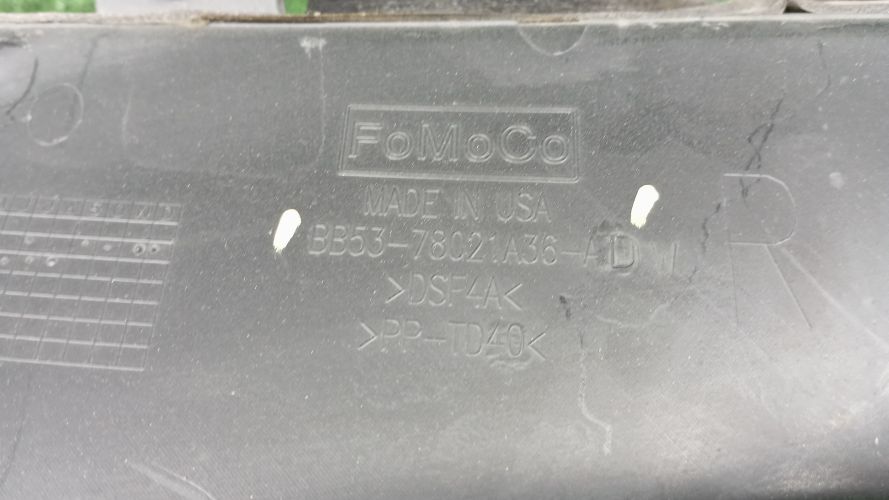 FoMoCo
MADE IN USA
BB53-78021A36-AD W
>DSF4A<
>PP-TD40<
R